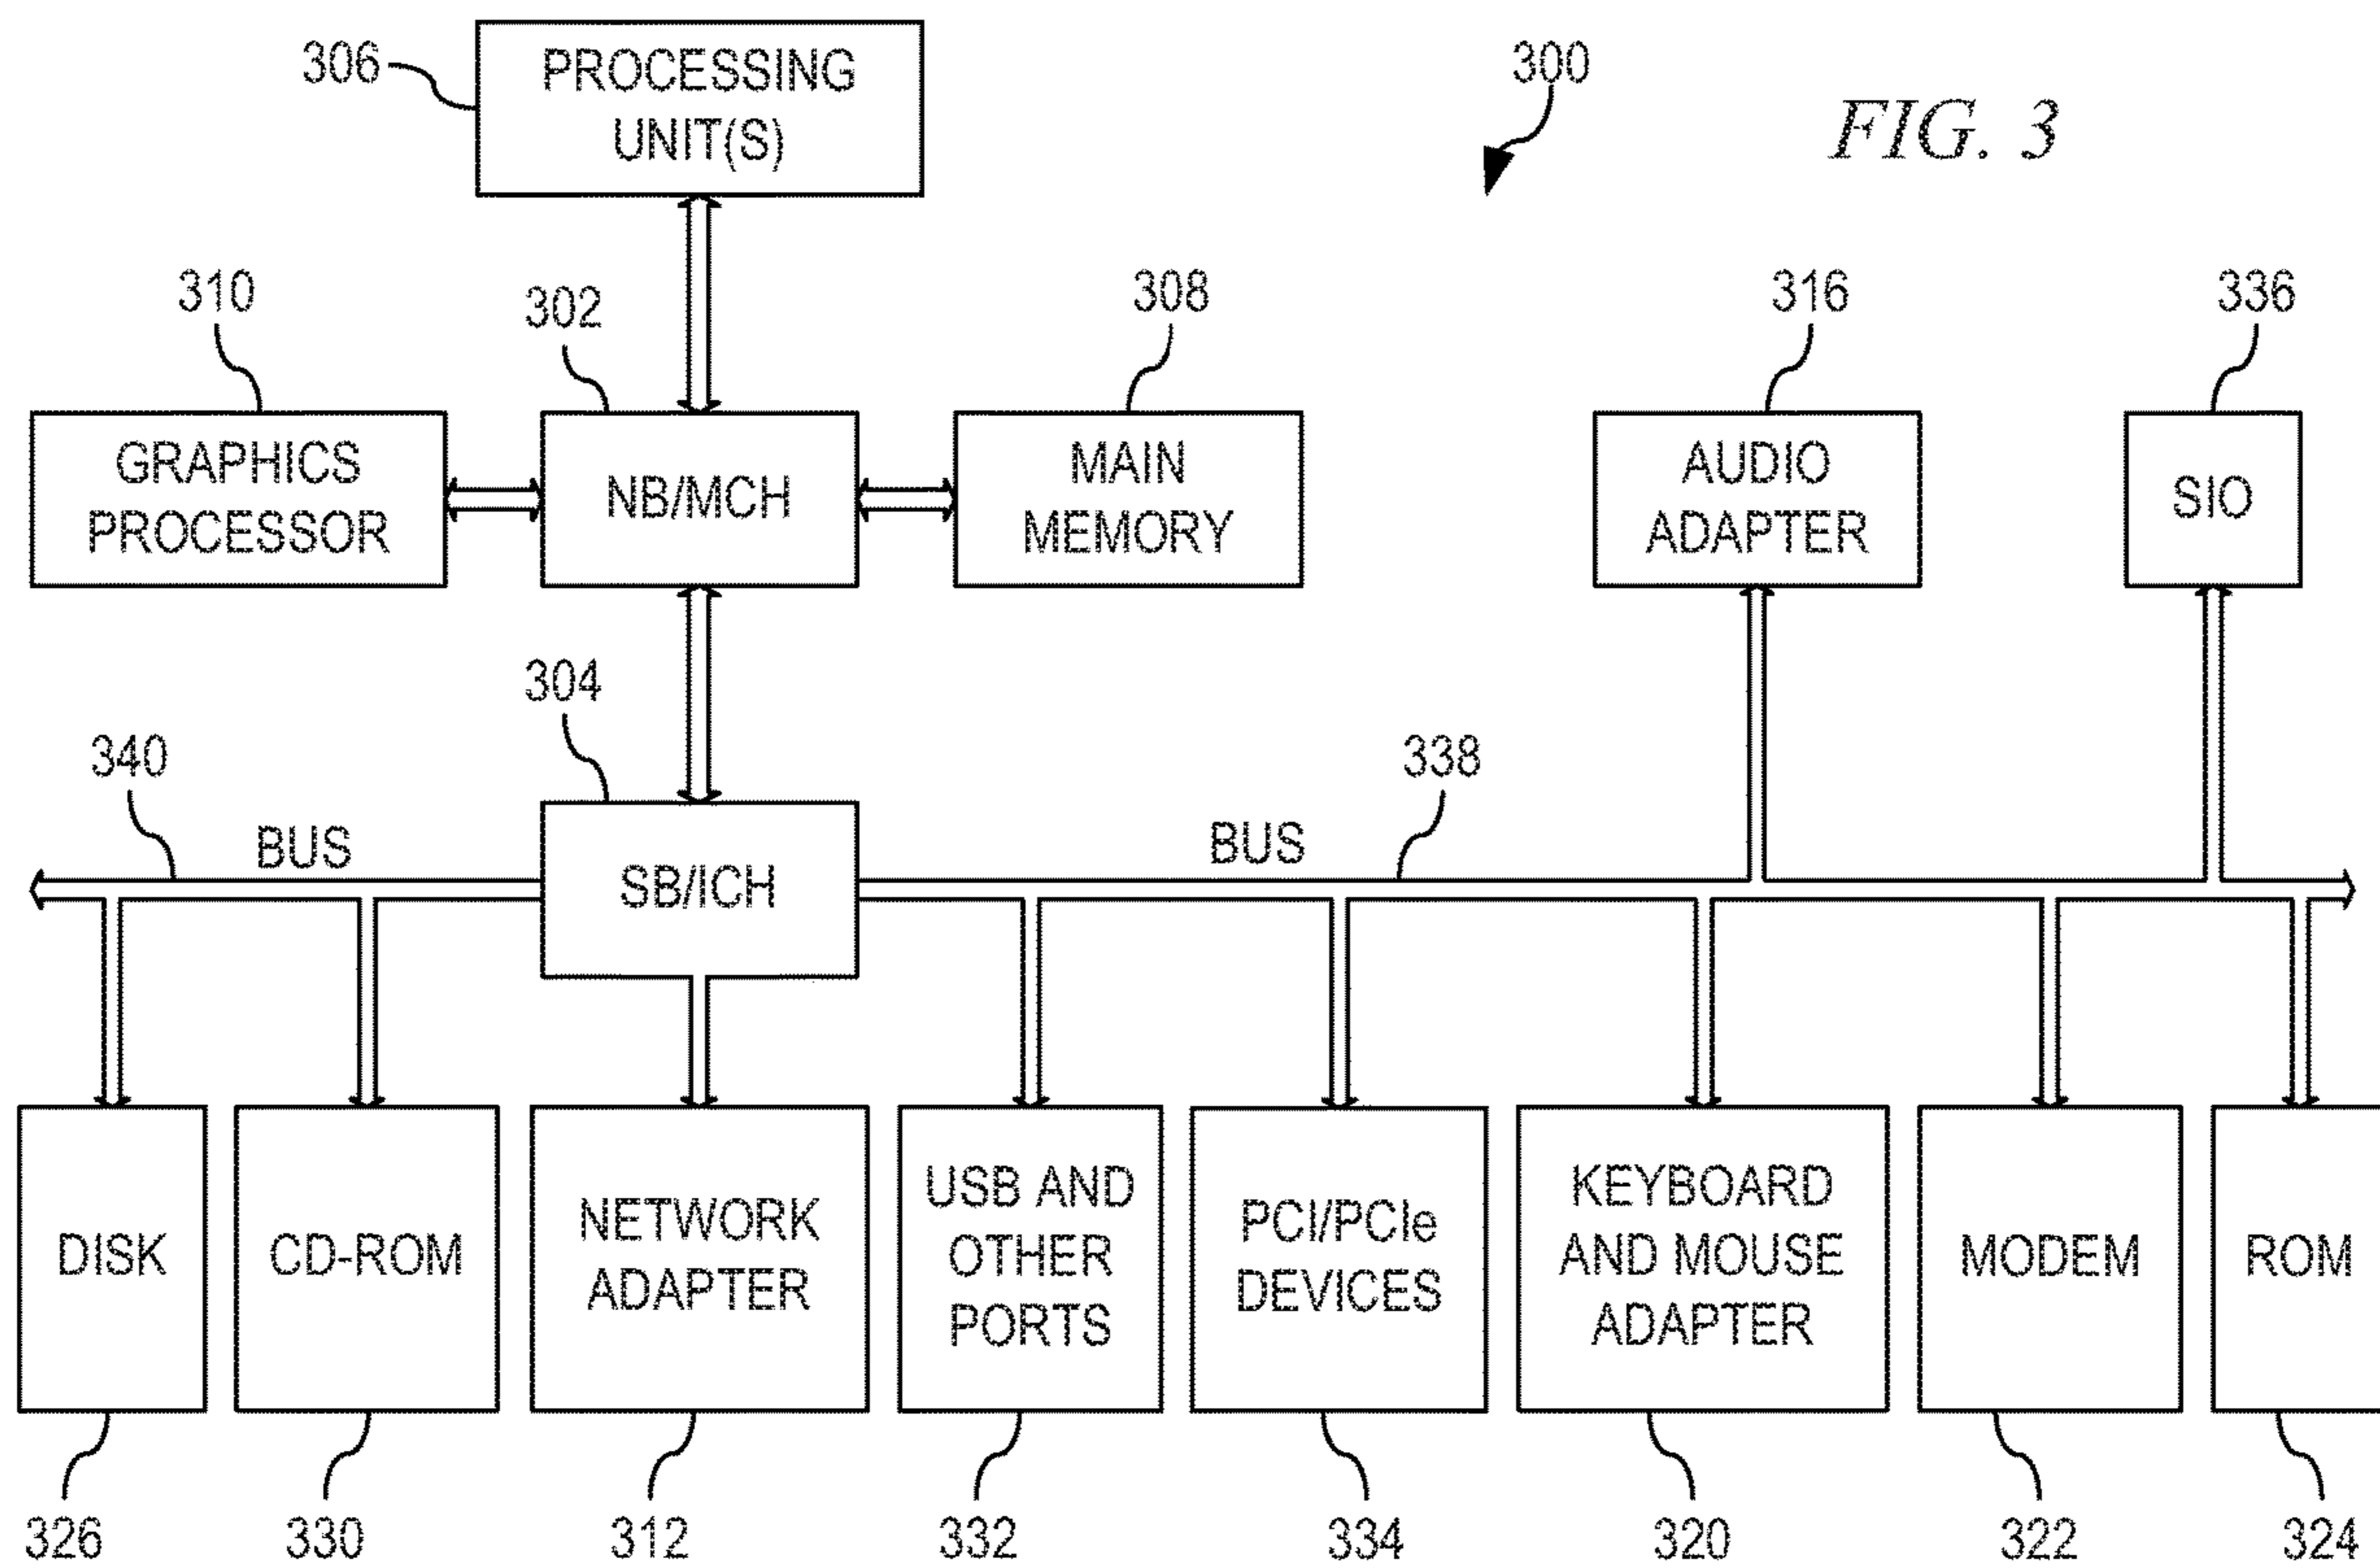 306
PROCESSING
UNIT(S)
300
FIG. 3
310
302
308
316
336
GRAPHICS
PROCESSOR
NB/MCH
MAIN
MEMORY
AUDIO
ADAPTER
SIO
304
340
338
BUS
SB/ICH
BUS
DISK
CD-ROM
NETWORK
ADAPTER
USB AND
OTHER
PORTS
PCI/PCIe
DEVICES
KEYBOARD
AND MOUSE
ADAPTER
MODEM
ROM
326
330
312
332
334
320
322
324